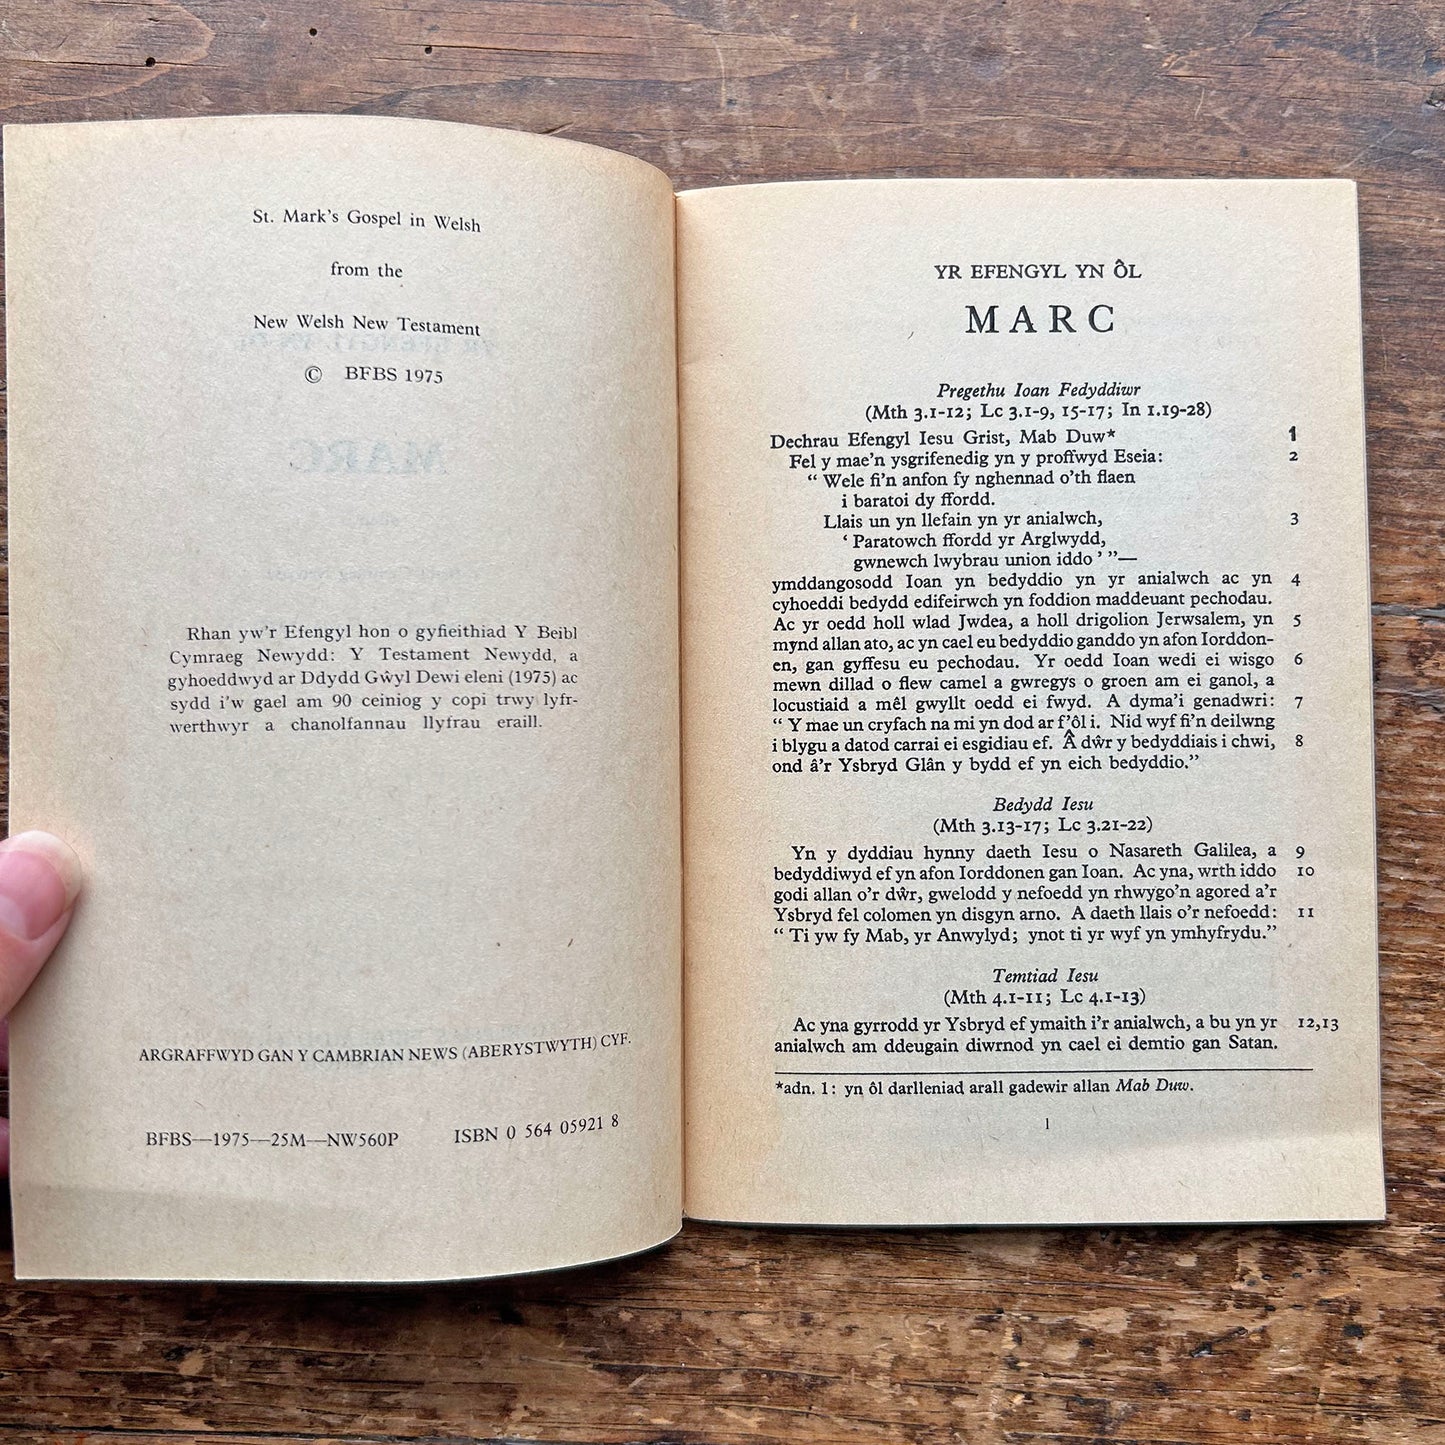 St. Mark's Gospel in Welsh
from the
New Welsh New Testament
© BFBS 1975
Rhan yw'r Efengyl hon o gyfieithiad Y Beibl
Cymraeg Newydd: Y Testament Newydd, a
gyhoeddwyd ar Ddydd Gŵyl Dewi eleni (1975) ac
sydd i'w gael am 90 ceiniog y copi trwy lyfr-
werthwyr a chanolfannau llyfrau eraill.
ARGRAFFWYD GAN Y CAMBRIAN NEWS (ABERYSTWYTH) CYF.
BFBS—1975—25M—NW560P ISBN 0 564 05921 8
YR EFENGYL YN ÔL
MARC
Pregethu Ioan Fedyddiwr
(Mth 3.1-12; Lc 3.1-9, 15-17; In 1.19-28)
Dechrau Efengyl Iesu Grist, Mab Duw* 1
Fel y mae'n ysgrifenedig yn y proffwyd Eseia: 2
“ Wele fi'n anfon fy nghennad o'th flaen
i baratoi dy ffordd.
Llais un yn llefain yn yr anialwch, 3
‘ Paratowch ffordd yr Arglwydd,
gwnewch lwybrau union iddo ’ ”—
ymddangosodd Ioan yn bedyddio yn yr anialwch ac yn 4
cyhoeddi bedydd edifeirwch yn foddion maddeuant pechodau.
Ac yr oedd holl wlad Jwdea, a holl drigolion Jerwsalem, yn 5
mynd allan ato, ac yn cael eu bedyddio ganddo yn afon Iorddon-
en, gan gyffesu eu pechodau. Yr oedd Ioan wedi ei wisgo 6
mewn dillad o flew camel a gwregys o groen am ei ganol, a
locustiaid a mêl gwyllt oedd ei fwyd. A dyma'i genadwri: 7
“ Y mae un cryfach na mi yn dod ar f'ôl i. Nid wyf fi'n deilwng
i blygu a datod carrai ei esgidiau ef. Â dŵr y bedyddiais i chwi, 8
ond â'r Ysbryd Glân y bydd ef yn eich bedyddio.”
Bedydd Iesu
(Mth 3.13-17; Lc 3.21-22)
Yn y dyddiau hynny daeth Iesu o Nasareth Galilea, a 9
bedyddiwyd ef yn afon Iorddonen gan Ioan. Ac yna, wrth iddo 10
godi allan o'r dŵr, gwelodd y nefoedd yn rhwygo'n agored a'r
Ysbryd fel colomen yn disgyn arno. A daeth llais o'r nefoedd: 11
“ Ti yw fy Mab, yr Anwylyd; ynot ti yr wyf yn ymhyfrydu.”
Temtiad Iesu
(Mth 4.1-11; Lc 4.1-13)
Ac yna gyrrodd yr Ysbryd ef ymaith i'r anialwch, a bu yn yr 12,13
anialwch am ddeugain diwrnod yn cael ei demtio gan Satan.
*adn. 1: yn ôl darlleniad arall gadewir allan Mab Duw.
1